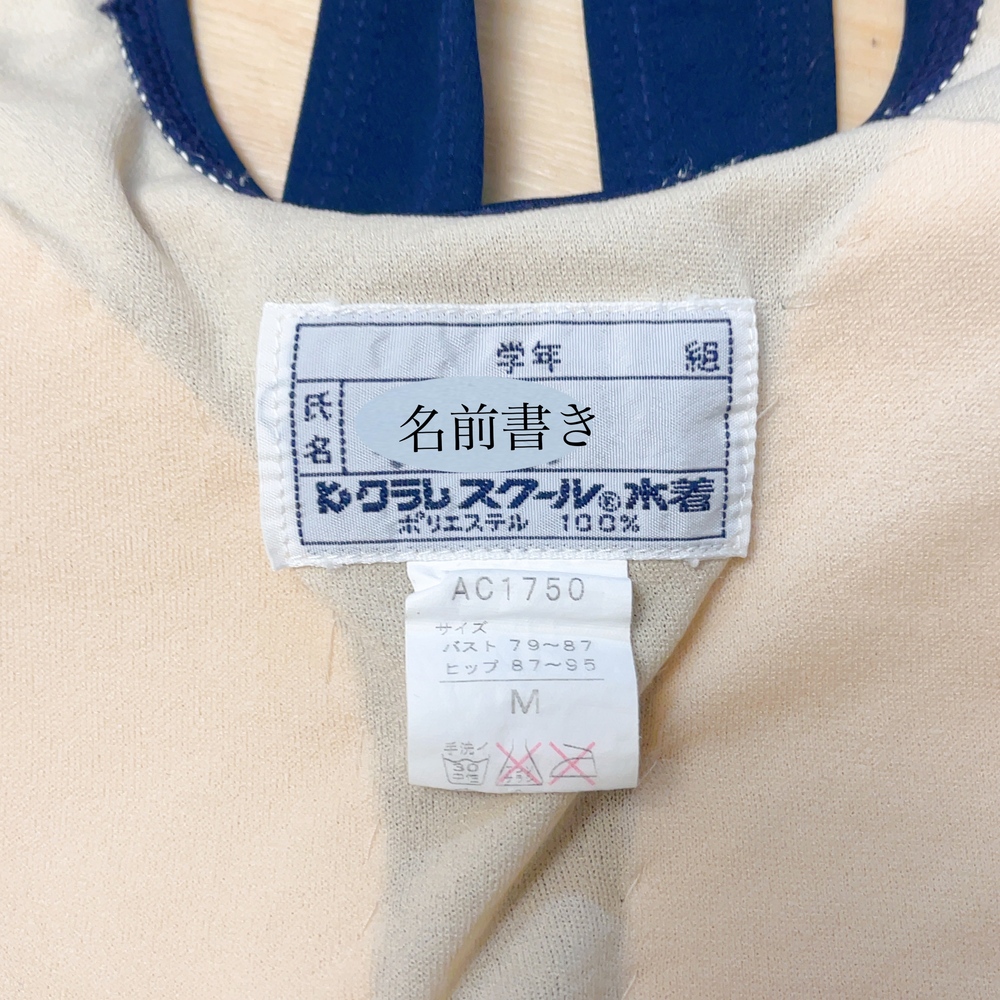 学年 組
氏名 名前書き
クラレスクール®水着
ポリエステル 100%
AC1750
サイズ
バスト 79〜87
ヒップ 87〜95
M
手洗イ
30